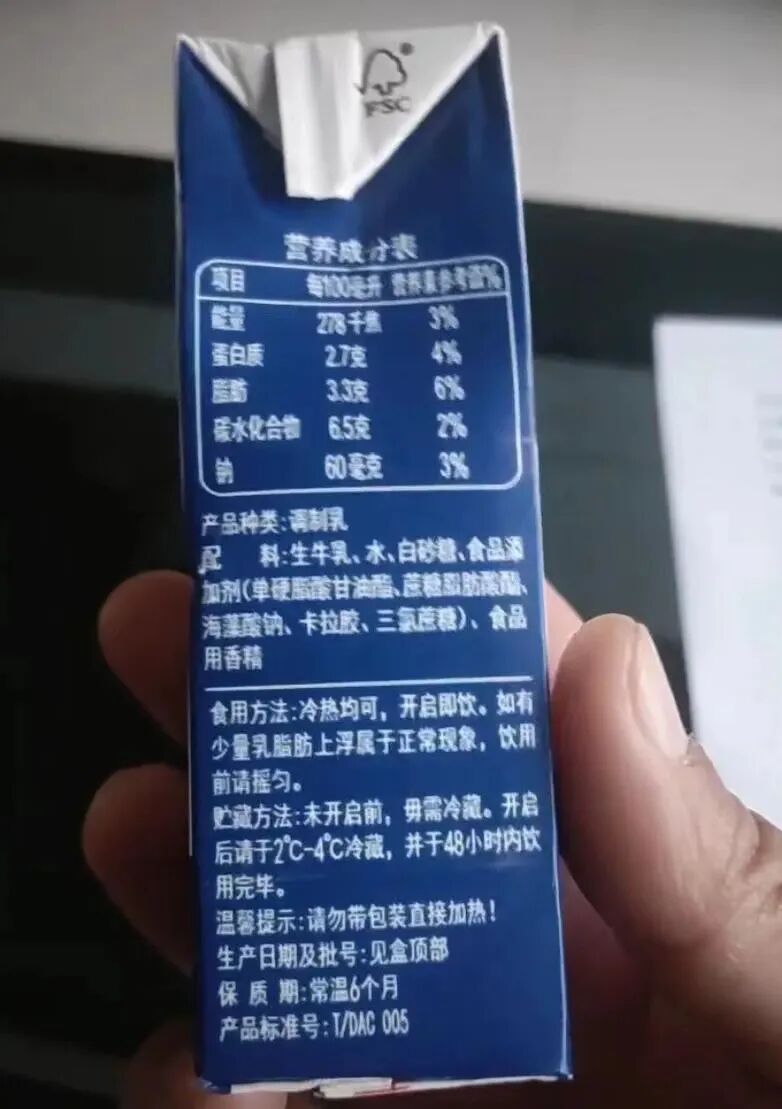 FSC
营养成分表
项目 每100毫升 营养素参考值%
能量 278千焦 3%
蛋白质 2.7克 4%
脂肪 3.3克 6%
碳水化合物 6.5克 2%
钠 60毫克 3%
产品种类:调制乳
配 料:生牛乳、水、白砂糖、食品添
加剂(单硬脂酸甘油酯、蔗糖脂肪酸酯、
海藻酸钠、卡拉胶、三氯蔗糖)、食品
用香精
食用方法:冷热均可，开启即饮。如有
少量乳脂肪上浮属于正常现象，饮用
前请摇匀。
贮藏方法:未开启前，毋需冷藏。开启
后请于2℃-4℃冷藏，并于48小时内饮
用完毕。
温馨提示:请勿带包装直接加热!
生产日期及批号:见盒顶部
保 质 期:常温6个月
产品标准号:T/DAC 005